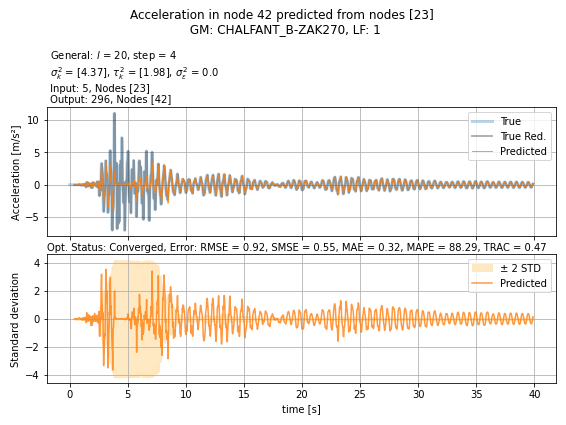 Acceleration in node 42 predicted from nodes [23]
GM: CHALFANT_B-ZAK270, LF: 1
General: l = 20, step = 4
σ²ₖ = [4.37], τ²ₖ = [1.98], σ²ε = 0.0
Input: 5, Nodes [23]
Output: 296, Nodes [42]
Acceleration [m/s²]
10
5
0
−5
True
True Red.
Predicted
Opt. Status: Converged, Error: RMSE = 0.92, SMSE = 0.55, MAE = 0.32, MAPE = 88.29, TRAC = 0.47
Standard deviation
4
2
0
−2
−4
± 2 STD
Predicted
0 5 10 15 20 25 30 35 40
time [s]